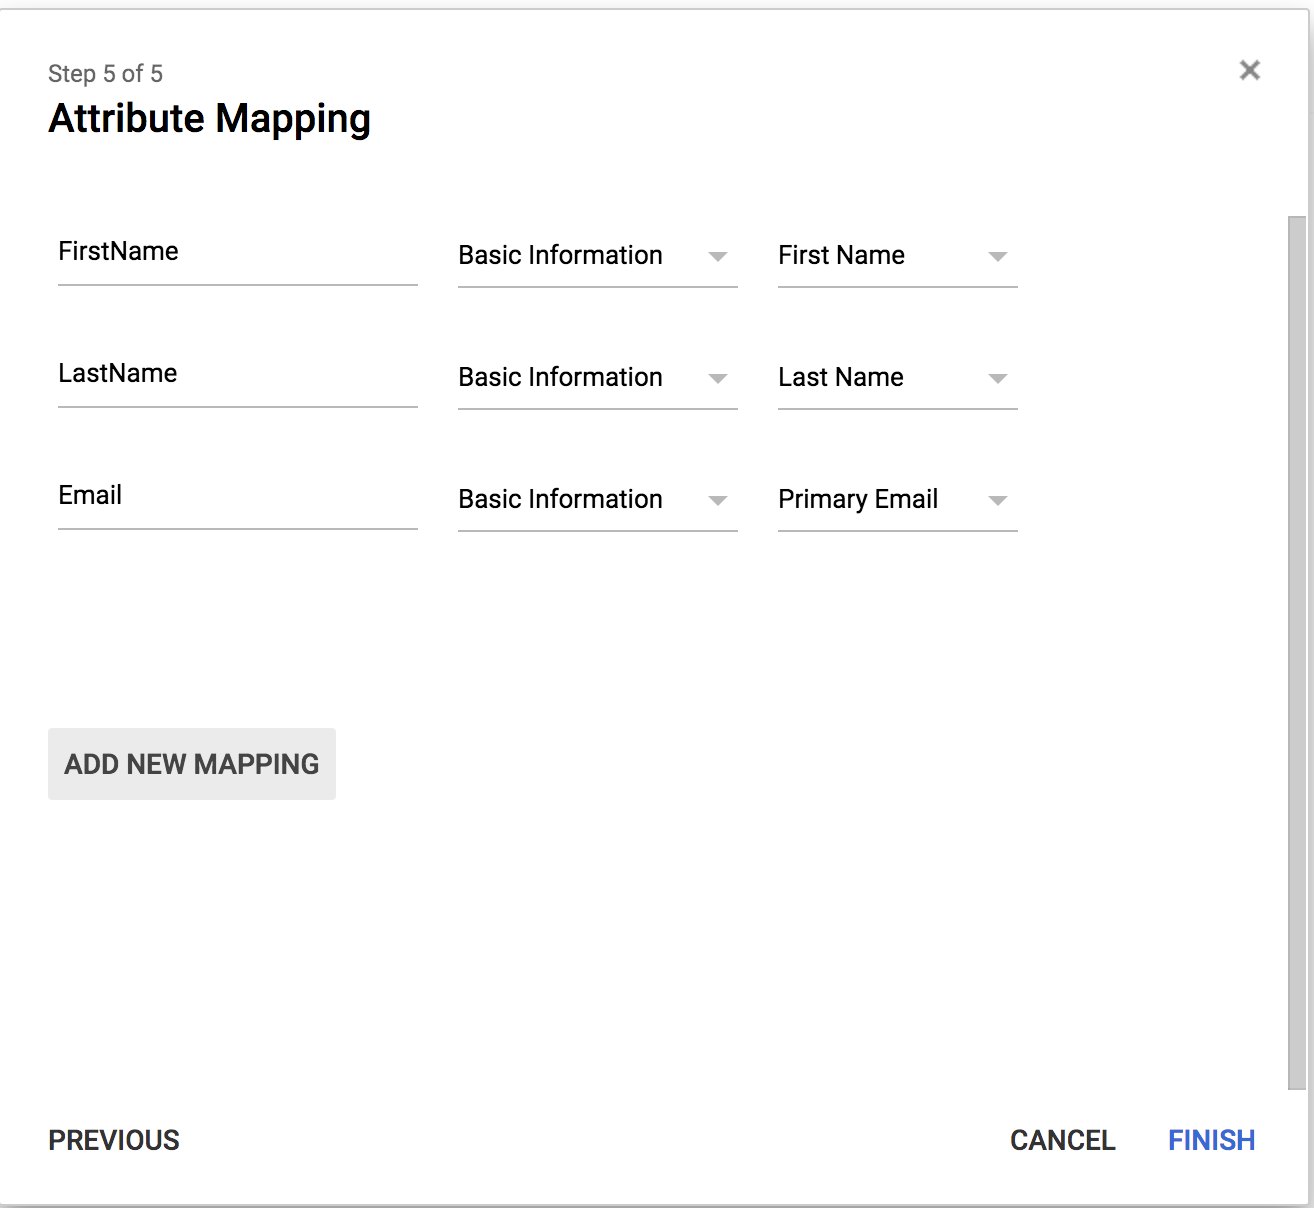 Step 5 of 5
Attribute Mapping
FirstName Basic Information First Name
LastName Basic Information Last Name
Email Basic Information Primary Email
ADD NEW MAPPING
PREVIOUS CANCEL FINISH